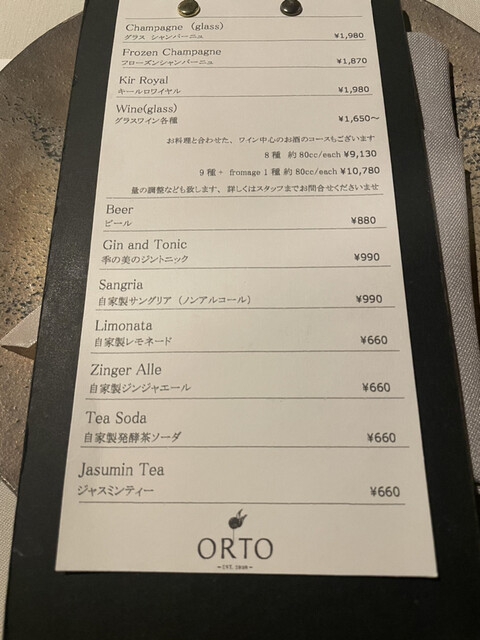 Champagne (glass)
グラス シャンパーニュ ¥1,980
Frozen Champagne
フローズンシャンパーニュ ¥1,870
Kir Royal
キールロワイヤル ¥1,980
Wine(glass)
グラスワイン各種 ¥1,650～
お料理と合わせた、ワイン中心のお酒のコースもございます
8種 約80cc/each ¥9,130
9種+ fromage1種 約80cc/each ¥10,780
量の調整なども致します、詳しくはスタッフまでお問合せくださいませ
Beer
ビール ¥880
Gin and Tonic
季の美のジントニック ¥990
Sangria
自家製サングリア（ノンアルコール） ¥990
Limonata
自家製レモネード ¥660
Zinger Alle
自家製ジンジャエール ¥660
Tea Soda
自家製発酵茶ソーダ ¥660
Jasumin Tea
ジャスミンティー ¥660
ORTO